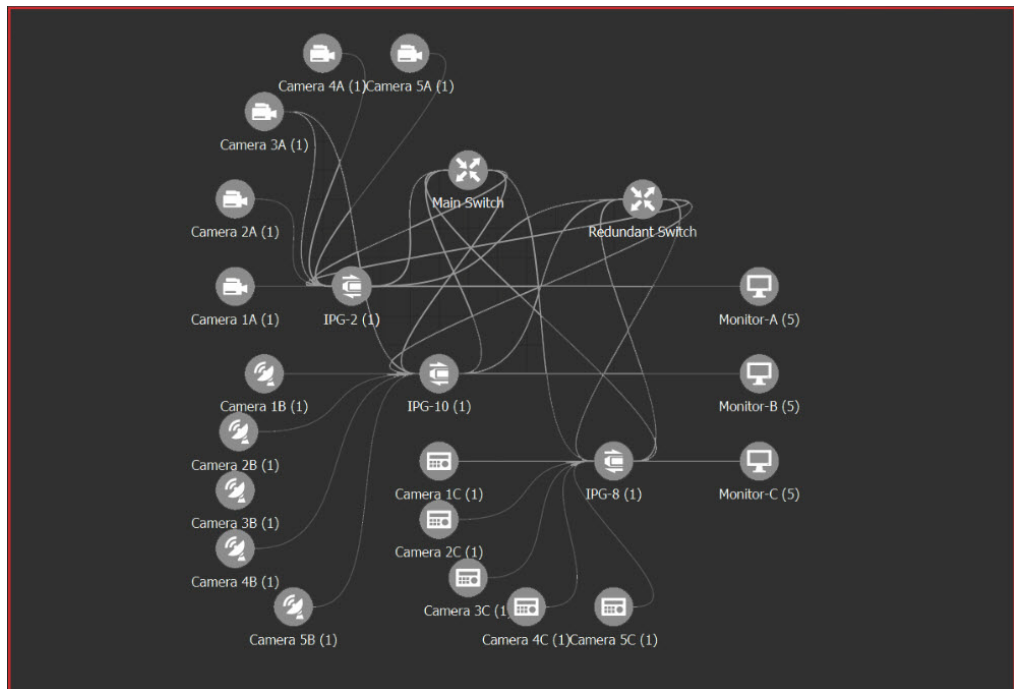 Camera 4A (1)
Camera 5A (1)
Camera 3A (1)
Main Switch
Camera 2A (1)
Redundant Switch
Camera 1A (1)
IPG-2 (1)
Monitor-A (5)
Camera 1B (1)
IPG-10 (1)
Monitor-B (5)
Camera 2B (1)
Camera 1C (1)
IPG-8 (1)
Monitor-C (5)
Camera 3B (1)
Camera 2C (1)
Camera 4B (1)
Camera 3C (1)
Camera 5B (1)
Camera 4C (1)
Camera 5C (1)